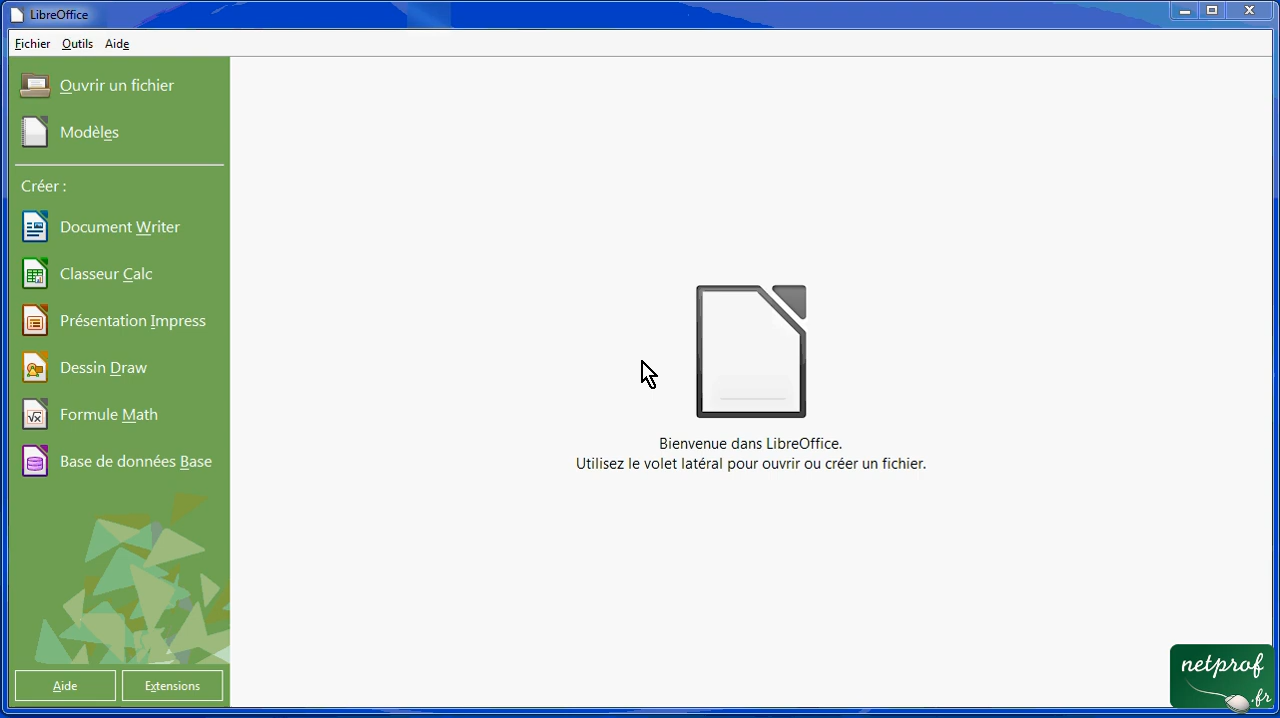 LibreOffice
Fichier Outils Aide
Ouvrir un fichier
Modèles
Créer :
Document Writer
Classeur Calc
Présentation Impress
Dessin Draw
Formule Math
Base de données Base
Bienvenue dans LibreOffice.
Utilisez le volet latéral pour ouvrir ou créer un fichier.
Aide Extensions
netprof
.fr